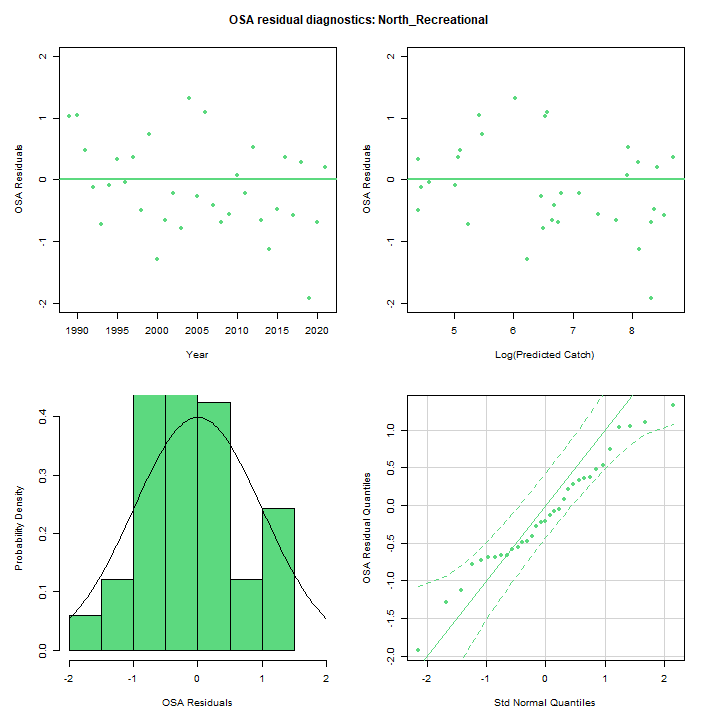 OSA residual diagnostics: North_Recreational
OSA Residuals
2
1
0
-1
-2
1990 1995 2000 2005 2010 2015 2020
Year
OSA Residuals
2
1
0
-1
-2
5 6 7 8
Log(Predicted Catch)
Probability Density
0.4
0.3
0.2
0.1
0.0
-2 -1 0 1 2
OSA Residuals
OSA Residual Quantiles
1.0
0.5
0.0
-0.5
-1.0
-1.5
-2.0
-2 -1 0 1 2
Std Normal Quantiles